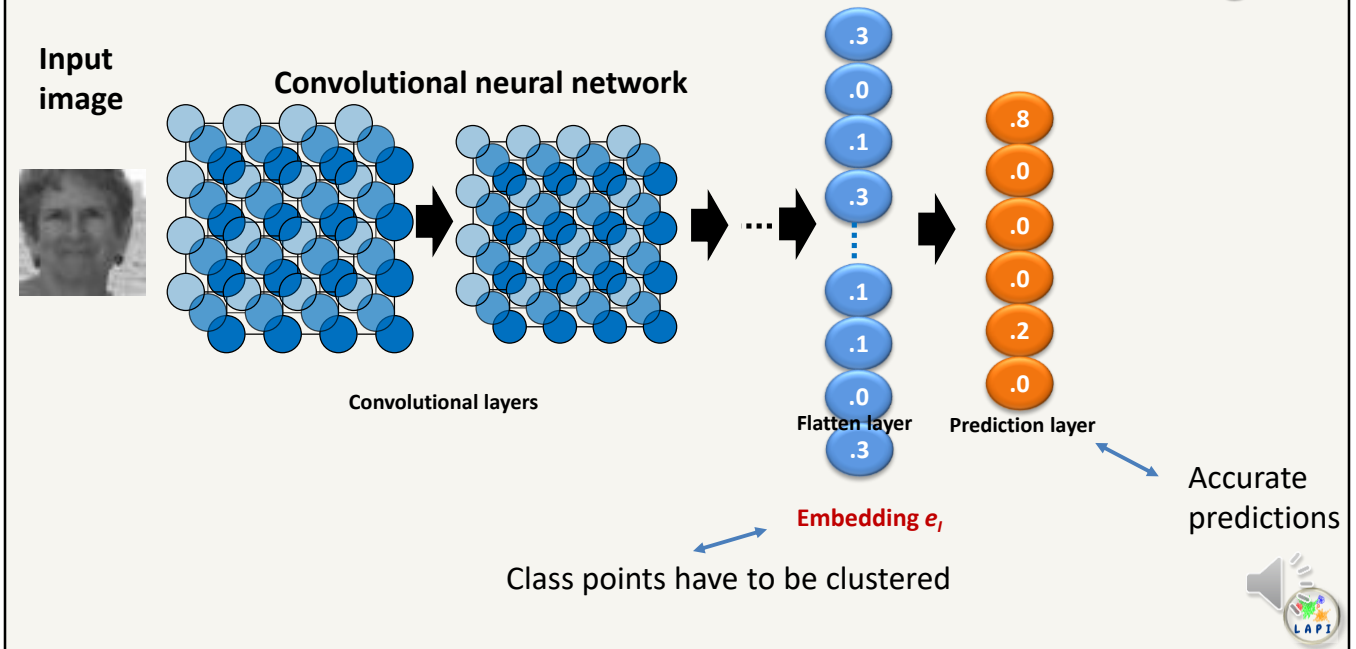 Input
image
Convolutional neural network
...
.3
.0
.1
.3
.1
.1
.0
.3
.8
.0
.0
.0
.2
.0
Convolutional layers
Flatten layer
Prediction layer
Embedding e_I
Accurate
predictions
Class points have to be clustered
LAPI